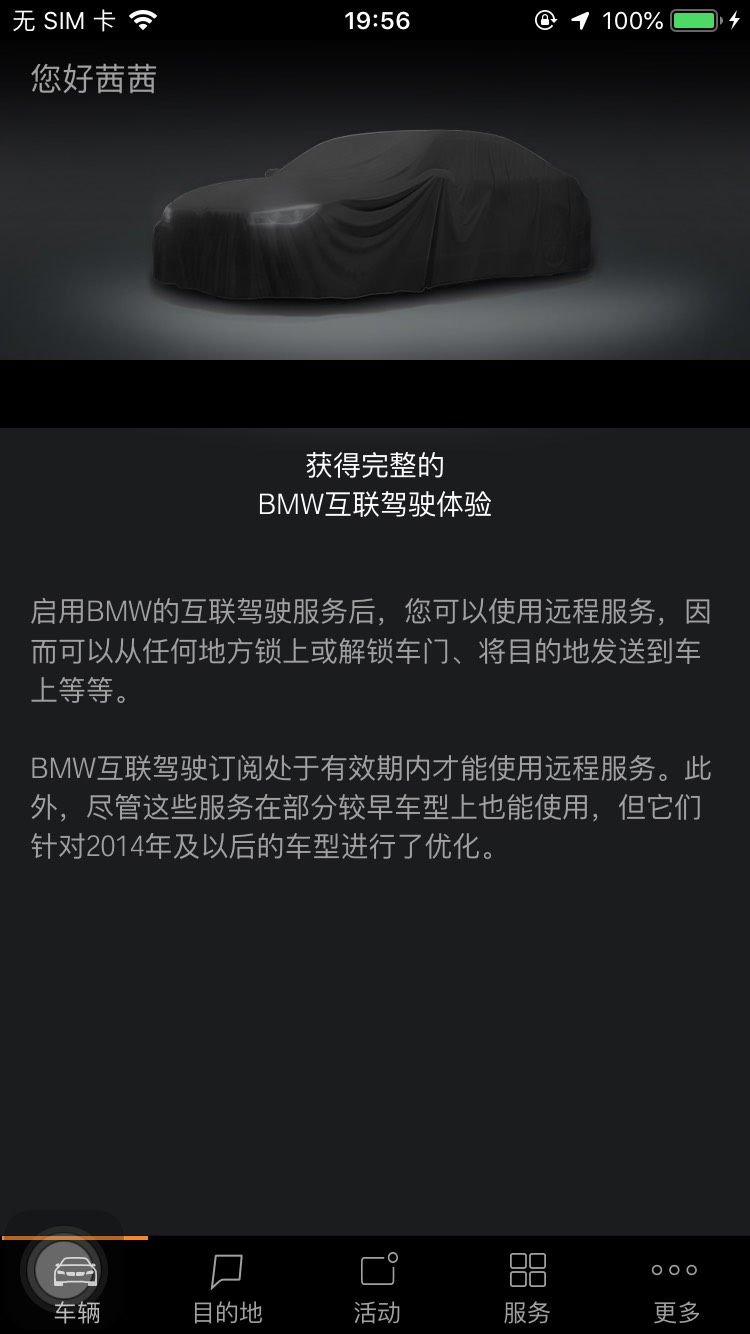 无 SIM 卡
19:56
100%
您好茜茜
获得完整的
BMW互联驾驶体验
启用BMW的互联驾驶服务后，您可以使用远程服务，因
而可以从任何地方锁上或解锁车门、将目的地发送到车
上等等。
BMW互联驾驶订阅处于有效期内才能使用远程服务。此
外，尽管这些服务在部分较早车型上也能使用，但它们
针对2014年及以后的车型进行了优化。
车辆
目的地
活动
服务
更多